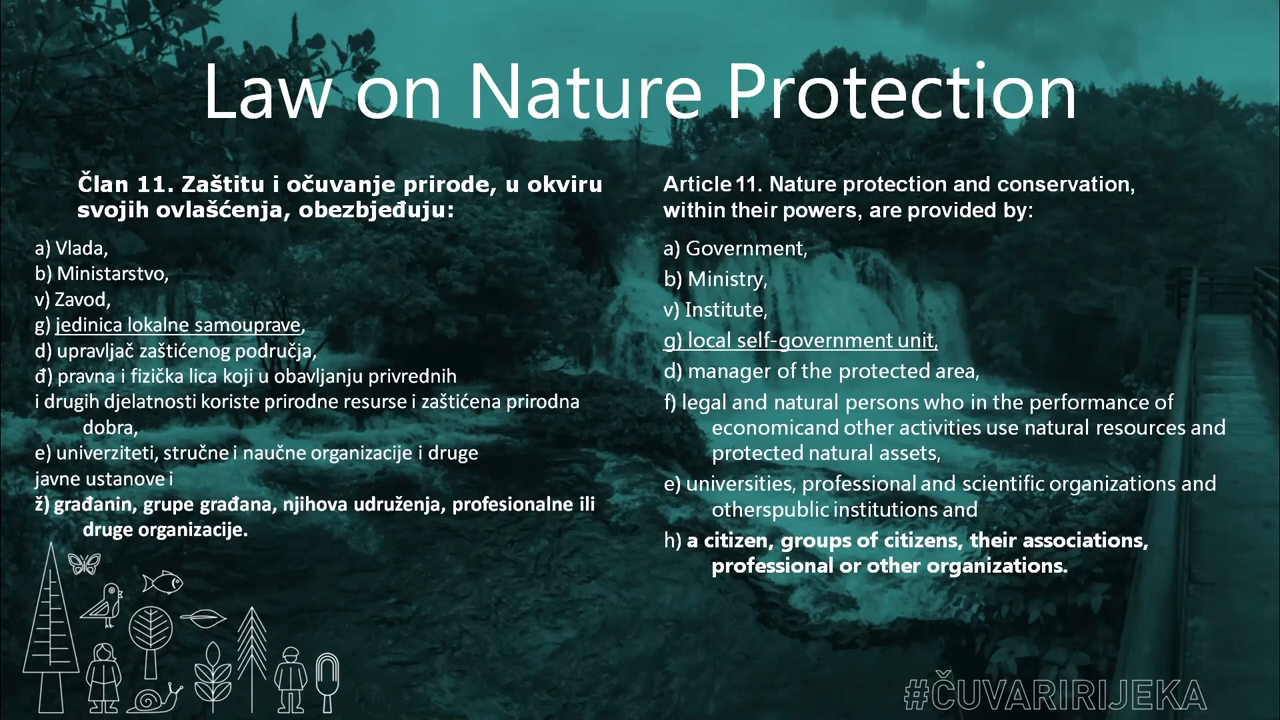 Law on Nature Protection
Član 11. Zaštitu i očuvanje prirode, u okviru
svojih ovlašćenja, obezbjeđuju:
a) Vlada,
b) Ministarstvo,
v) Zavod,
g) jedinica lokalne samouprave,
d) upravljač zaštićenog područja,
đ) pravna i fizička lica koji u obavljanju privrednih
i drugih djelatnosti koriste prirodne resurse i zaštićena prirodna
dobra,
e) univerziteti, stručne i naučne organizacije i druge
javne ustanove i
ž) građanin, grupe građana, njihova udruženja, profesionalne ili
druge organizacije.
Article 11. Nature protection and conservation,
within their powers, are provided by:
a) Government,
b) Ministry,
v) Institute,
g) local self-government unit,
d) manager of the protected area,
f) legal and natural persons who in the performance of
economicand other activities use natural resources and
protected natural assets,
e) universities, professional and scientific organizations and
otherspublic institutions and
h) a citizen, groups of citizens, their associations,
professional or other organizations.
#ČUVARIRIJEKA